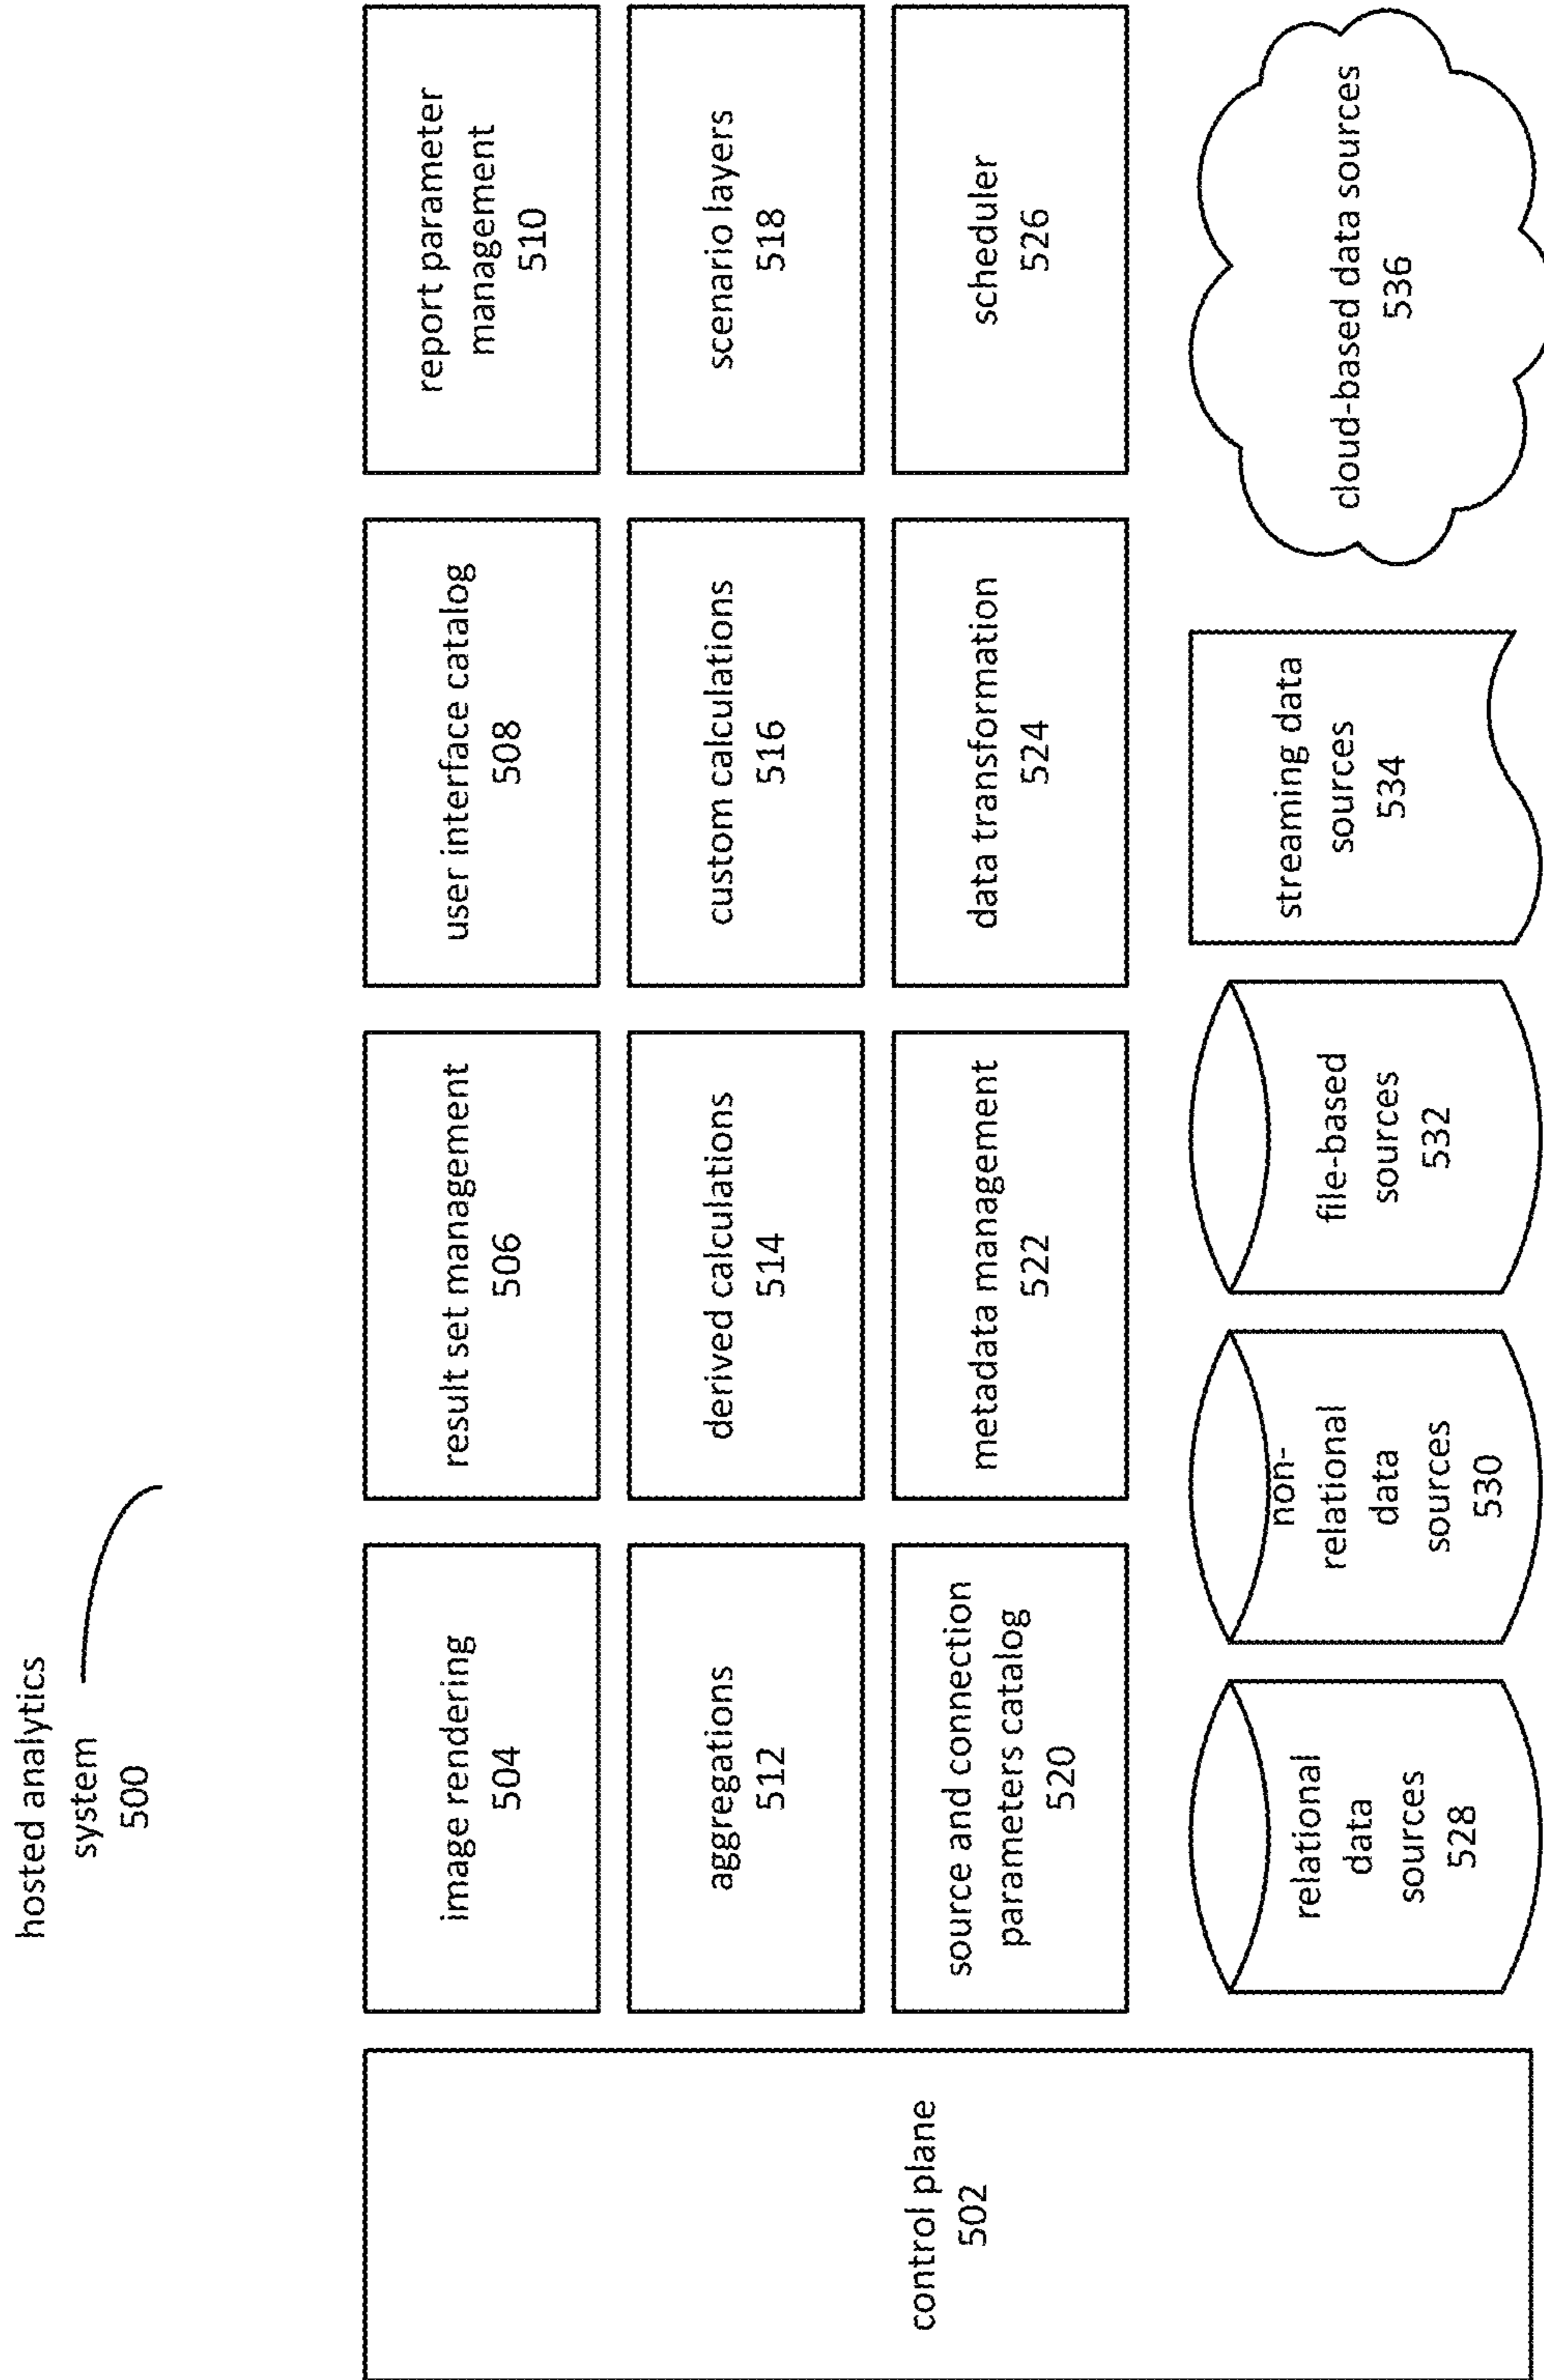 hosted analytics
system
500
control plane
502
image rendering
504
result set management
506
user interface catalog
508
report parameter
management
510
aggregations
512
derived calculations
514
custom calculations
516
scenario layers
518
source and connection
parameters catalog
520
metadata management
522
data transformation
524
scheduler
526
relational
data
sources
528
non-
relational
data
sources
530
file-based
sources
532
streaming data
sources
534
cloud-based data sources
536